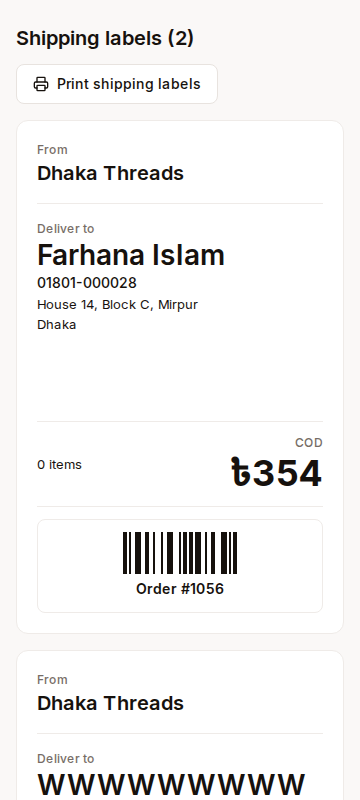 Shipping labels (2)
Print shipping labels
From
Dhaka Threads
Deliver to
Farhana Islam
01801-000028
House 14, Block C, Mirpur
Dhaka
COD
0 items
৳354
Order #1056
From
Dhaka Threads
Deliver to
WWWWWWWWW